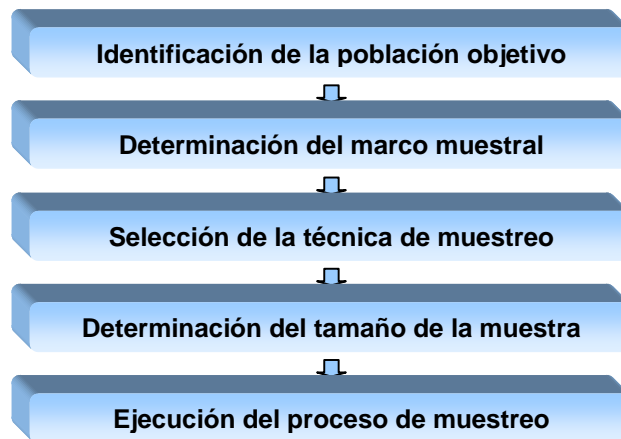 Identificación de la población objetivo
Determinación del marco muestral
Selección de la técnica de muestreo
Determinación del tamaño de la muestra
Ejecución del proceso de muestreo